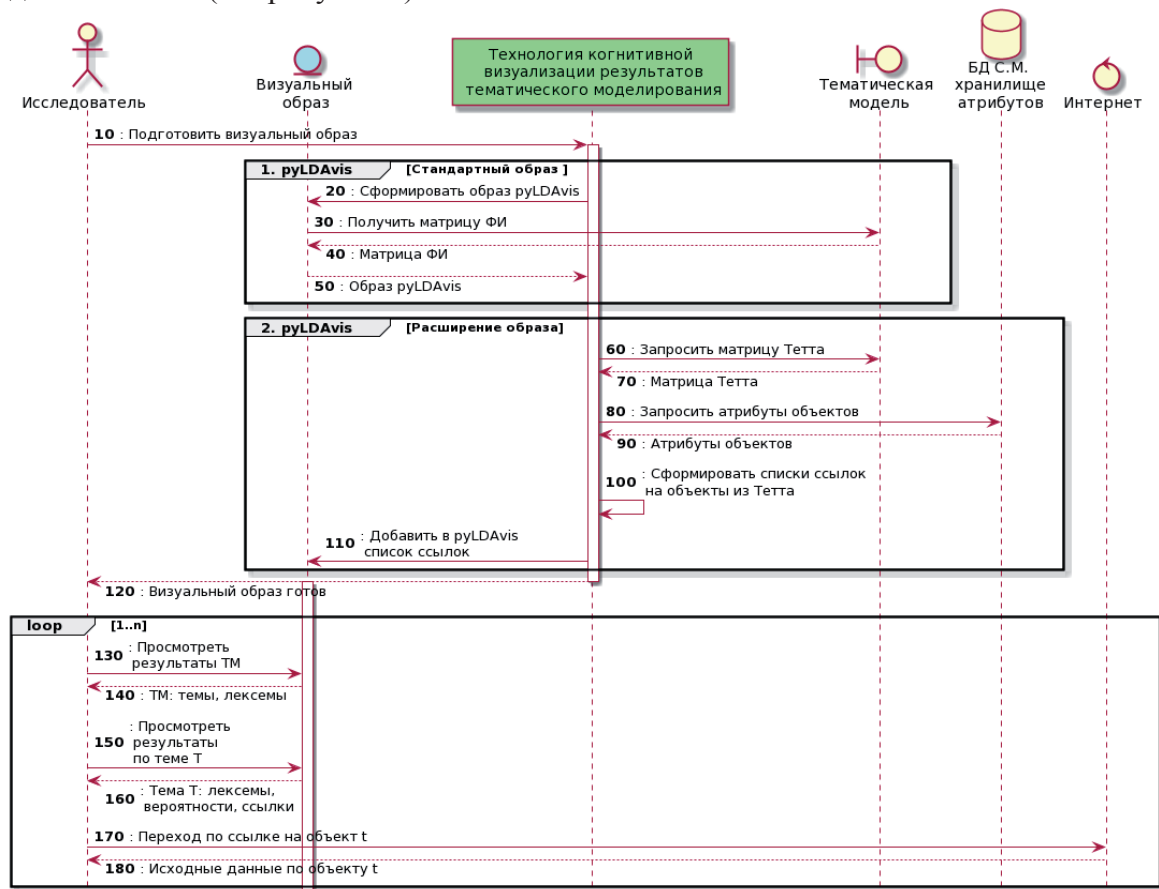 Исследователь
Визуальный
образ
Технология когнитивной
визуализации результатов
тематического моделирования
Тематическая
модель
БД С.М.
хранилище
атрибутов
Интернет
10 : Подготовить визуальный образ
1. pyLDAvis [Стандартный образ ]
20 : Сформировать образ pyLDAvis
30 : Получить матрицу ФИ
40 : Матрица ФИ
50 : Образ pyLDAvis
2. pyLDAvis [Расширение образа]
60 : Запросить матрицу Тетта
70 : Матрица Тетта
80 : Запросить атрибуты объектов
90 : Атрибуты объектов
100 : Сформировать списки ссылок
на объекты из Тетта
110 : Добавить в pyLDAvis
список ссылок
120 : Визуальный образ готов
loop [1..n]
130 : Просмотреть
результаты ТМ
140 : ТМ: темы, лексемы
150 : Просмотреть
результаты
по теме Т
160 : Тема Т: лексемы,
вероятности, ссылки
170 : Переход по ссылке на объект t
180 : Исходные данные по объекту t